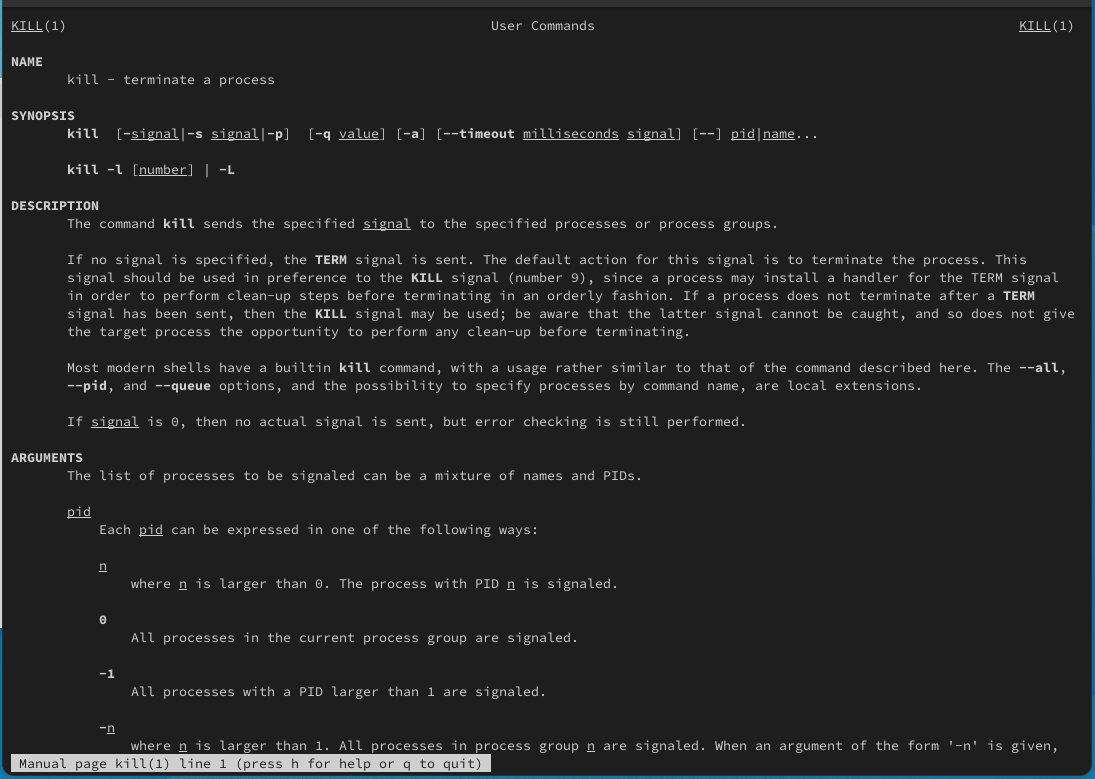 KILL(1) User Commands KILL(1)
NAME
kill - terminate a process
SYNOPSIS
kill [-signal|-s signal|-p] [-q value] [-a] [--timeout milliseconds signal] [--] pid|name...
kill -l [number] | -L
DESCRIPTION
The command kill sends the specified signal to the specified processes or process groups.
If no signal is specified, the TERM signal is sent. The default action for this signal is to terminate the process. This
signal should be used in preference to the KILL signal (number 9), since a process may install a handler for the TERM signal
in order to perform clean-up steps before terminating in an orderly fashion. If a process does not terminate after a TERM
signal has been sent, then the KILL signal may be used; be aware that the latter signal cannot be caught, and so does not give
the target process the opportunity to perform any clean-up before terminating.
Most modern shells have a builtin kill command, with a usage rather similar to that of the command described here. The --all,
--pid, and --queue options, and the possibility to specify processes by command name, are local extensions.
If signal is 0, then no actual signal is sent, but error checking is still performed.
ARGUMENTS
The list of processes to be signaled can be a mixture of names and PIDs.
pid
Each pid can be expressed in one of the following ways:
n
where n is larger than 0. The process with PID n is signaled.
0
All processes in the current process group are signaled.
-1
All processes with a PID larger than 1 are signaled.
-n
where n is larger than 1. All processes in process group n are signaled. When an argument of the form '-n' is given,
Manual page kill(1) line 1 (press h for help or q to quit)